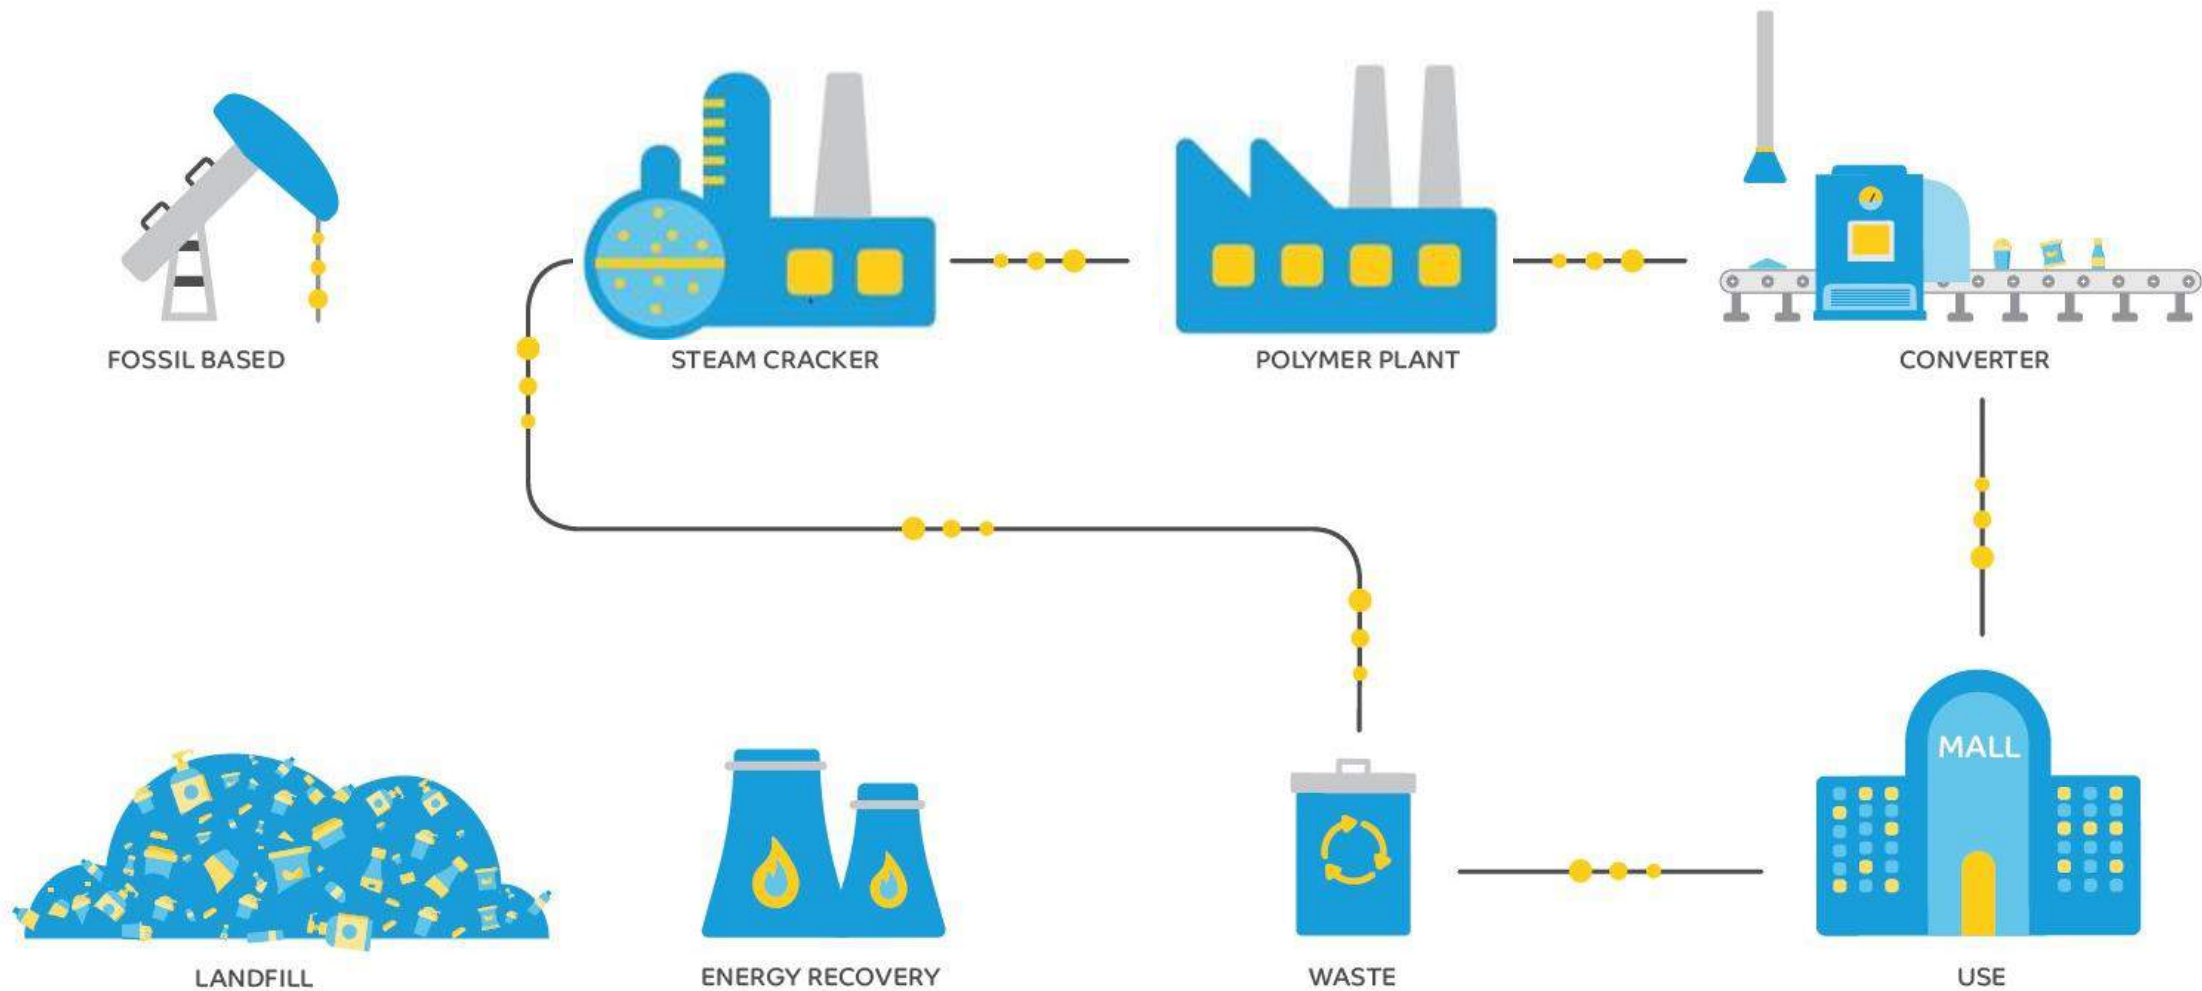 FOSSIL BASED
STEAM CRACKER
POLYMER PLANT
CONVERTER
MALL
LANDFILL
ENERGY RECOVERY
WASTE
USE